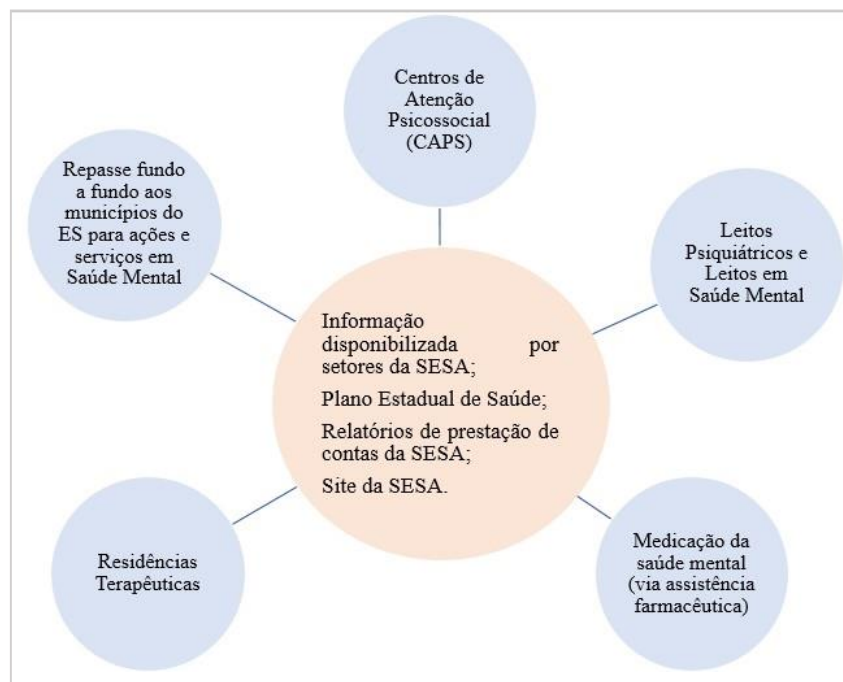 Centros de
Atenção
Psicossocial
(CAPS)
Repasse fundo
a fundo aos
municípios do
ES para ações e
serviços em
Saúde Mental
Leitos
Psiquiátricos e
Leitos em
Saúde Mental
Informação
disponibilizada por
setores da SESA;
Plano Estadual de Saúde;
Relatórios de prestação de
contas da SESA;
Site da SESA.
Residências
Terapêuticas
Medicação da
saúde mental
(via assistência
farmacêutica)